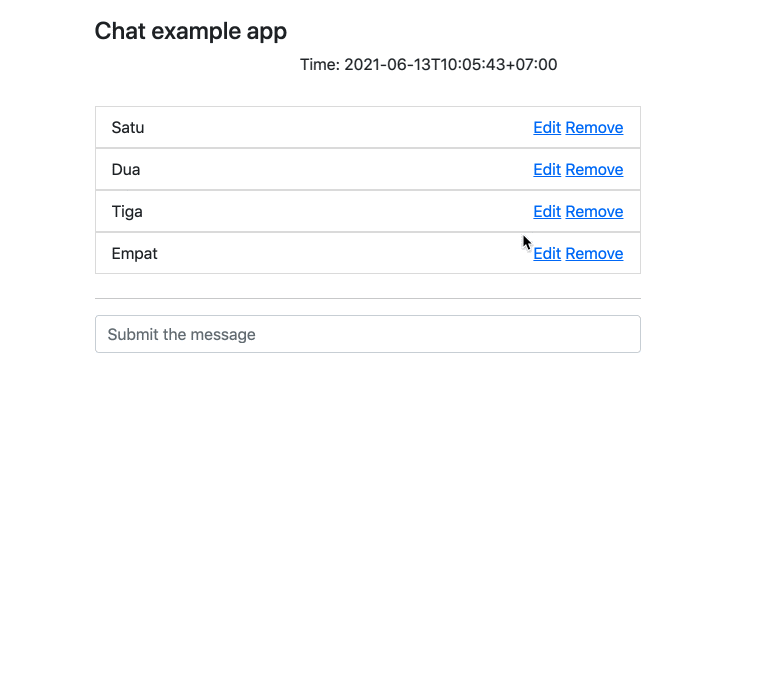 Chat example app
Time: 2021-06-13T10:05:43+07:00
Satu Edit Remove
Dua Edit Remove
Tiga Edit Remove
Empat Edit Remove
Submit the message